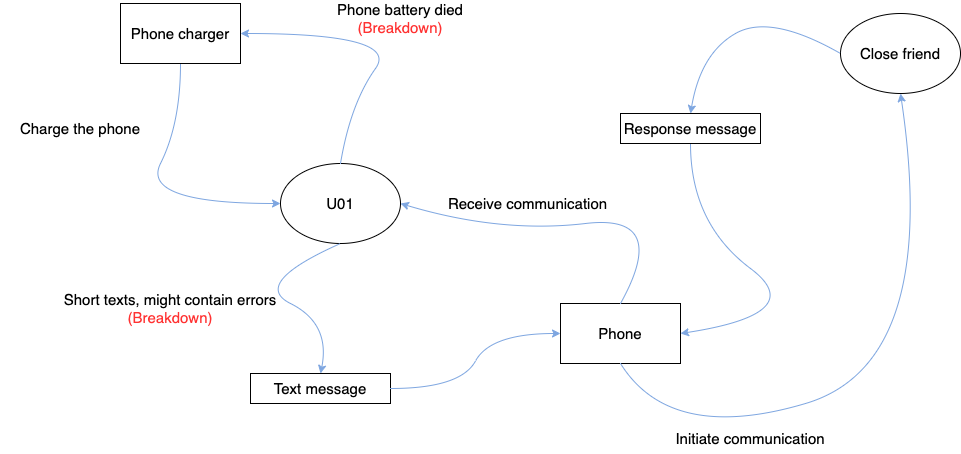 Phone battery died
(Breakdown)
Phone charger
Close friend
Charge the phone
Response message
U01
Receive communication
Short texts, might contain errors
(Breakdown)
Phone
Text message
Initiate communication